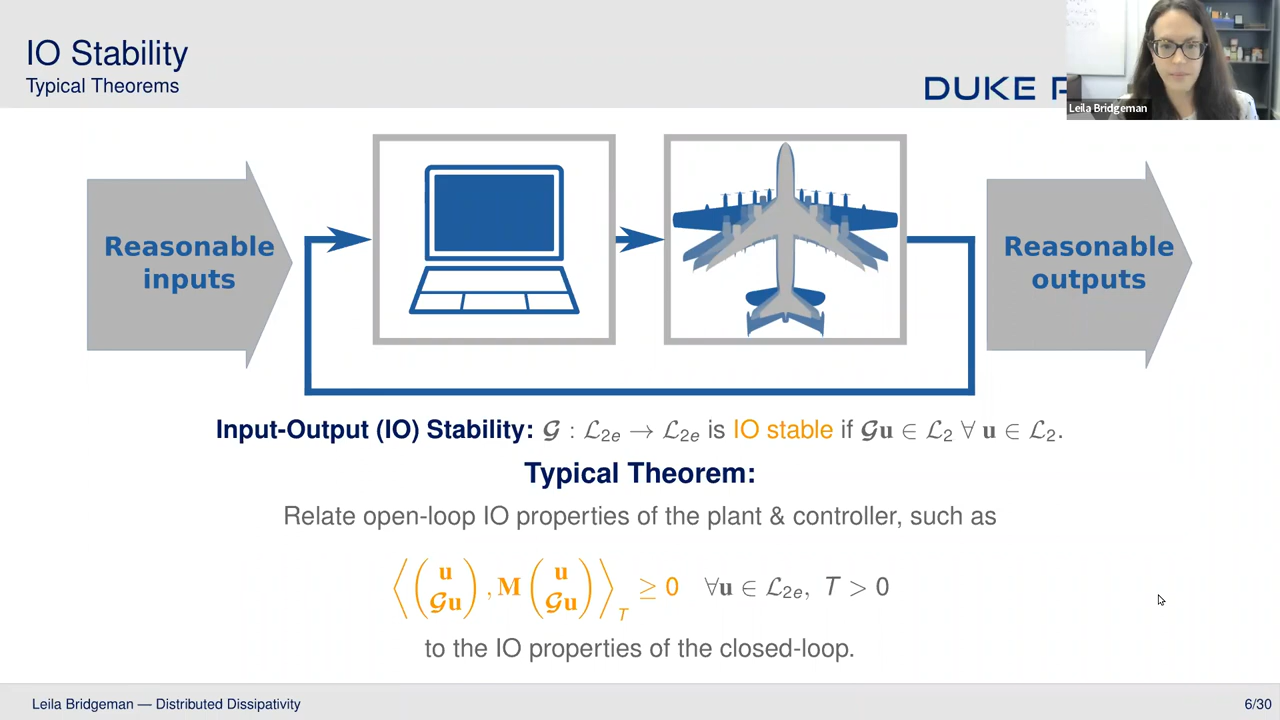 IO Stability
Typical Theorems
DUKE
Leila Bridgeman
Reasonable
inputs
Reasonable
outputs
Input-Output (IO) Stability: 𝓖 : ℒ₂ₑ → ℒ₂ₑ is IO stable if 𝓖u ∈ ℒ₂ ∀ u ∈ ℒ₂.
Typical Theorem:
Relate open-loop IO properties of the plant & controller, such as
⟨(u 𝓖u), M (u 𝓖u)⟩_T ≥ 0 ∀u ∈ ℒ₂ₑ, T > 0
to the IO properties of the closed-loop.
Leila Bridgeman — Distributed Dissipativity
6/30